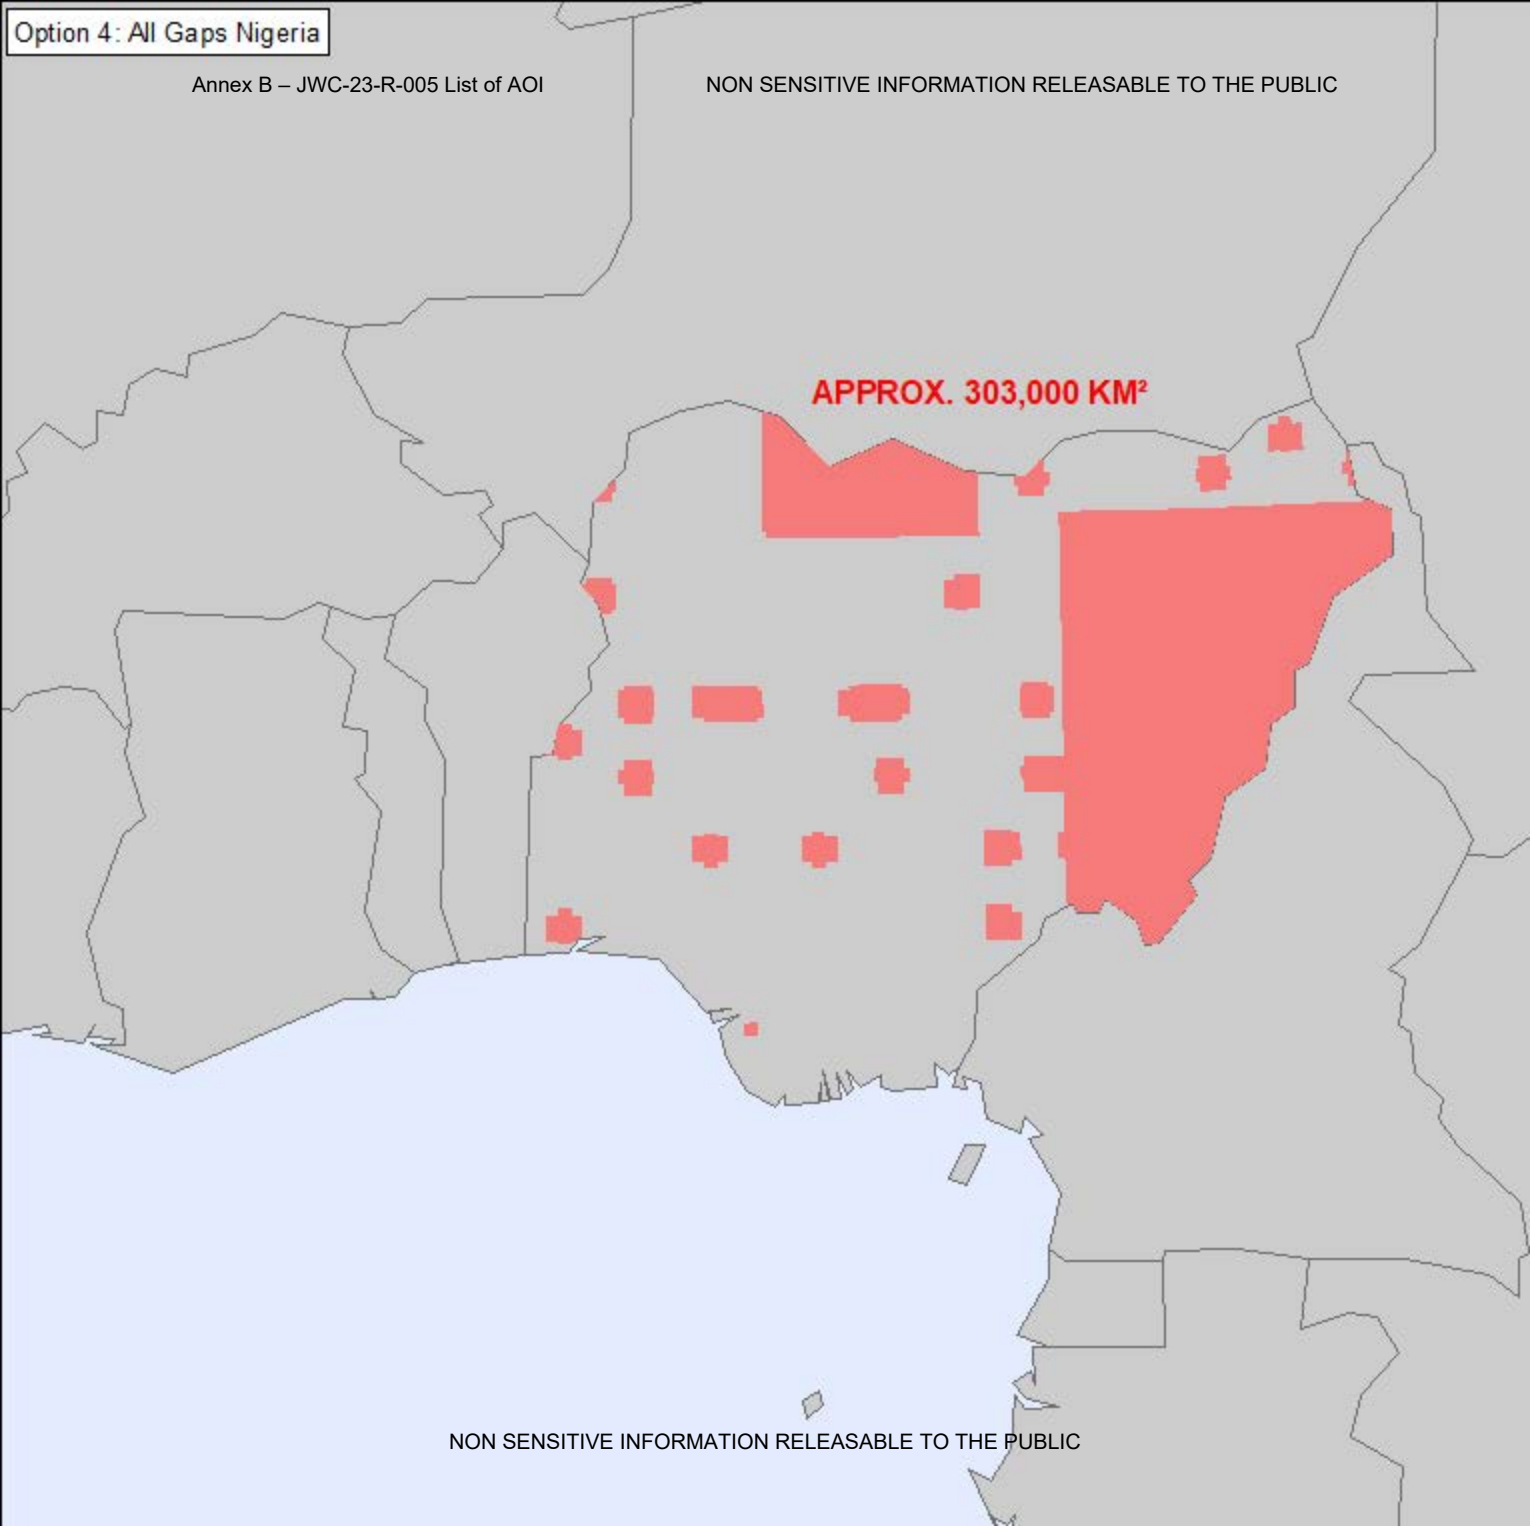 Option 4: All Gaps Nigeria
Annex B – JWC-23-R-005 List of AOI
NON SENSITIVE INFORMATION RELEASABLE TO THE PUBLIC
APPROX. 303,000 KM²
NON SENSITIVE INFORMATION RELEASABLE TO THE PUBLIC